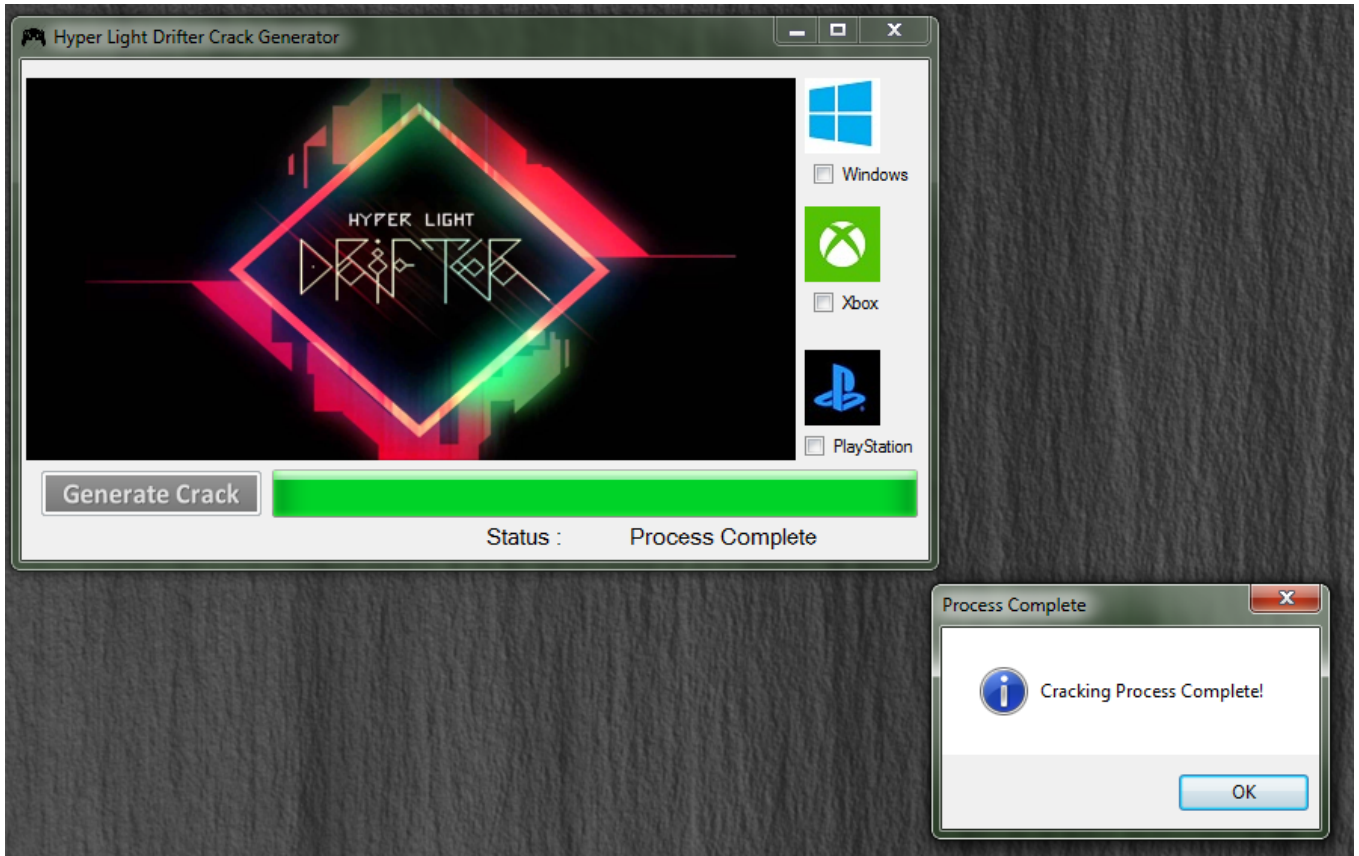 Hyper Light Drifter Crack Generator
HYPER LIGHT
DRIFTER
Windows
Xbox
PlayStation
Generate Crack
Status : Process Complete
Process Complete
Cracking Process Complete!
OK